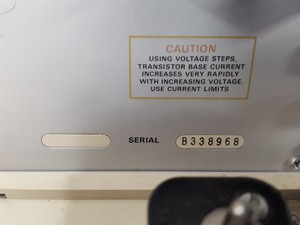 CAUTION
USING VOLTAGE STEPS,
TRANSISTOR BASE CURRENT
INCREASES VERY RAPIDLY
WITH INCREASING VOLTAGE.
USE CURRENT LIMITS
SERIAL B338968